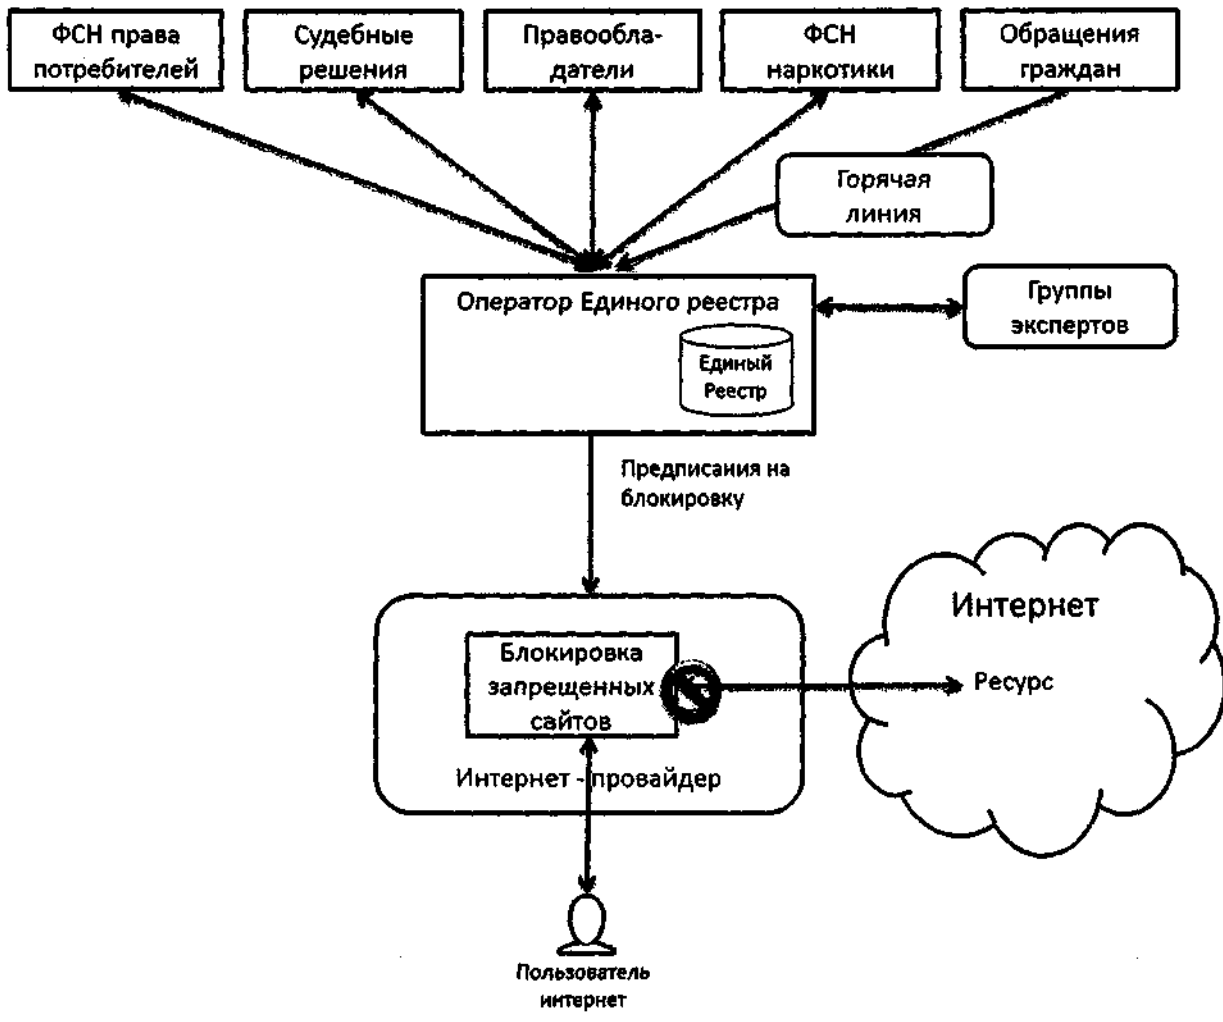 ФСН права
потребителей
Судебные
решения
Правообла-
датели
ФСН
наркотики
Обращения
граждан
Горячая
линия
Оператор Единого реестра
Единый
Реестр
Группы
экспертов
Предписания на
блокировку
Интернет
Ресурс
Блокировка
запрещенных
сайтов
Интернет - провайдер
Пользователь
интернет